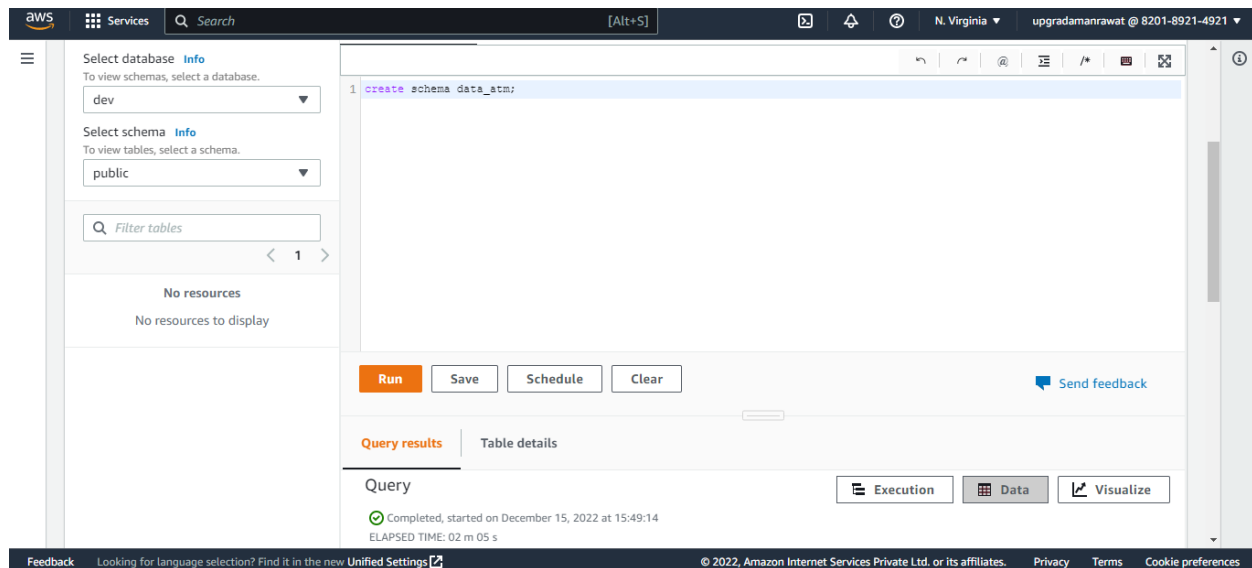 aws Services Search [Alt+S] N. Virginia ▼ upgradamanrawat @ 8201-8921-4921 ▼
Select database Info
To view schemas, select a database.
dev
Select schema Info
To view tables, select a schema.
public
Filter tables
< 1 >
No resources
No resources to display
@ /*
1 create schema data_atm;
Run Save Schedule Clear
Send feedback
Query results Table details
Query
Execution Data Visualize
Completed, started on December 15, 2022 at 15:49:14
ELAPSED TIME: 02 m 05 s
Feedback Looking for language selection? Find it in the new Unified Settings © 2022, Amazon Internet Services Private Ltd. or its affiliates. Privacy Terms Cookie preferences